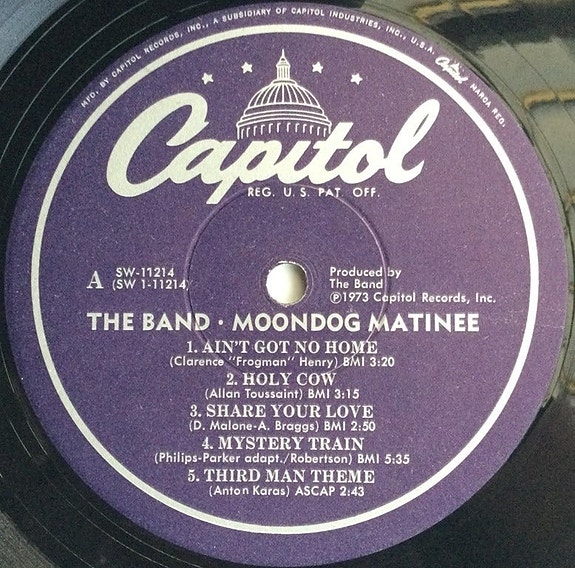 MFD. BY CAPITOL RECORDS, INC., A SUBSIDIARY OF CAPITOL INDUSTRIES, INC., U.S.A. Capitol MARCA REG.
Capitol
REG. U.S. PAT. OFF.
A
SW-11214
(SW 1-11214)
Produced by
The Band
℗1973 Capitol Records, Inc.
THE BAND · MOONDOG MATINEE
1. AIN'T GOT NO HOME
(Clarence "Frogman" Henry) BMI 3:20
2. HOLY COW
(Allan Toussaint) BMI 3:15
3. SHARE YOUR LOVE
(D. Malone-A. Braggs) BMI 2:50
4. MYSTERY TRAIN
(Philips-Parker adapt./Robertson) BMI 5:35
5. THIRD MAN THEME
(Anton Karas) ASCAP 2:43